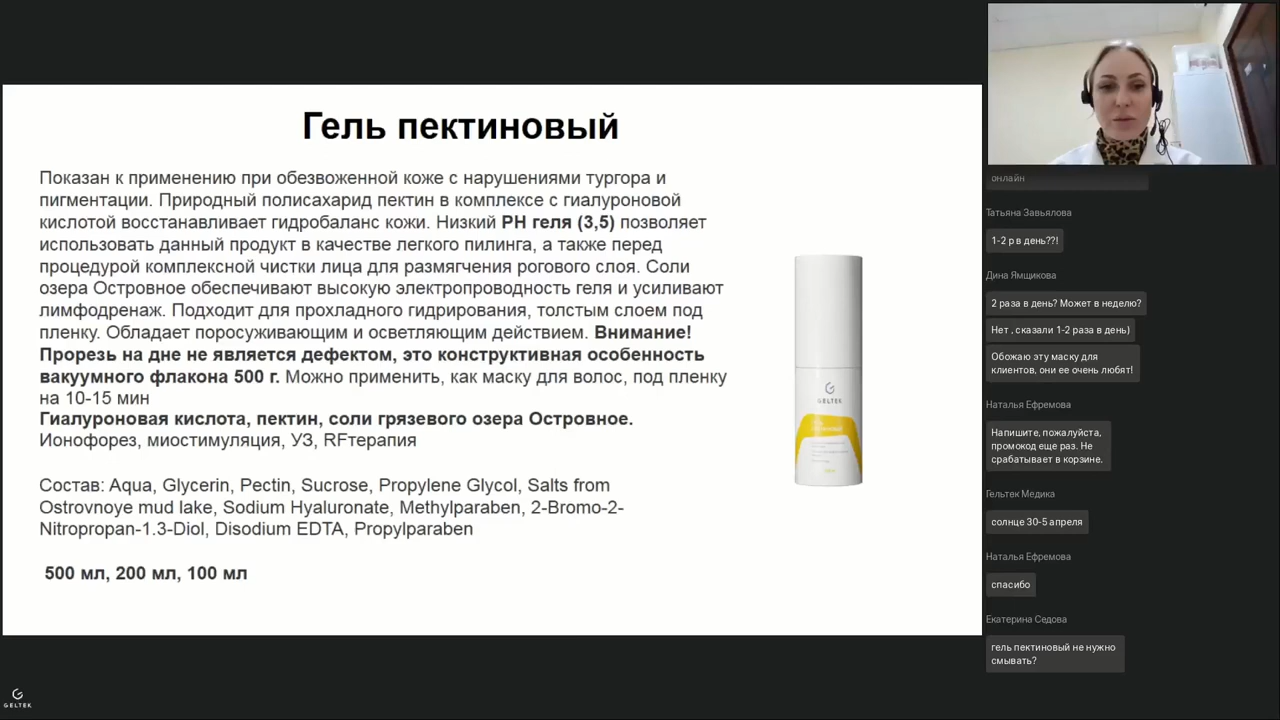 Гель пектиновый
Показан к применению при обезвоженной коже с нарушениями тургора и
пигментации. Природный полисахарид пектин в комплексе с гиалуроновой
кислотой восстанавливает гидробаланс кожи. Низкий PH геля (3,5) позволяет
использовать данный продукт в качестве легкого пилинга, а также перед
процедурой комплексной чистки лица для размягчения рогового слоя. Соли
озера Островное обеспечивают высокую электропроводность геля и усиливают
лимфодренаж. Подходит для прохладного гидрирования, толстым слоем под
пленку. Обладает поросуживающим и осветляющим действием. Внимание!
Прорезь на дне не является дефектом, это конструктивная особенность
вакуумного флакона 500 г. Можно применить, как маску для волос, под пленку
на 10-15 мин
Гиалуроновая кислота, пектин, соли грязевого озера Островное.
Ионофорез, миостимуляция, УЗ, RFтерапия
Состав: Aqua, Glycerin, Pectin, Sucrose, Propylene Glycol, Salts from
Ostrovnoye mud lake, Sodium Hyaluronate, Methylparaben, 2-Bromo-2-
Nitropropan-1.3-Diol, Disodium EDTA, Propylparaben
500 мл, 200 мл, 100 мл
GELTEK
онлайн
Татьяна Завьялова
1-2 р в день??!
Дина Ямщикова
2 раза в день? Может в неделю?
Нет , сказали 1-2 раза в день)
Обожаю эту маску для
клиентов, они ее очень любят!
Наталья Ефремова
Напишите, пожалуйста,
промокод еще раз. Не
срабатывает в корзине.
Гельтек Медика
солнце 30-5 апреля
Наталья Ефремова
спасибо
Екатерина Седова
гель пектиновый не нужно
смывать?
GELTEK